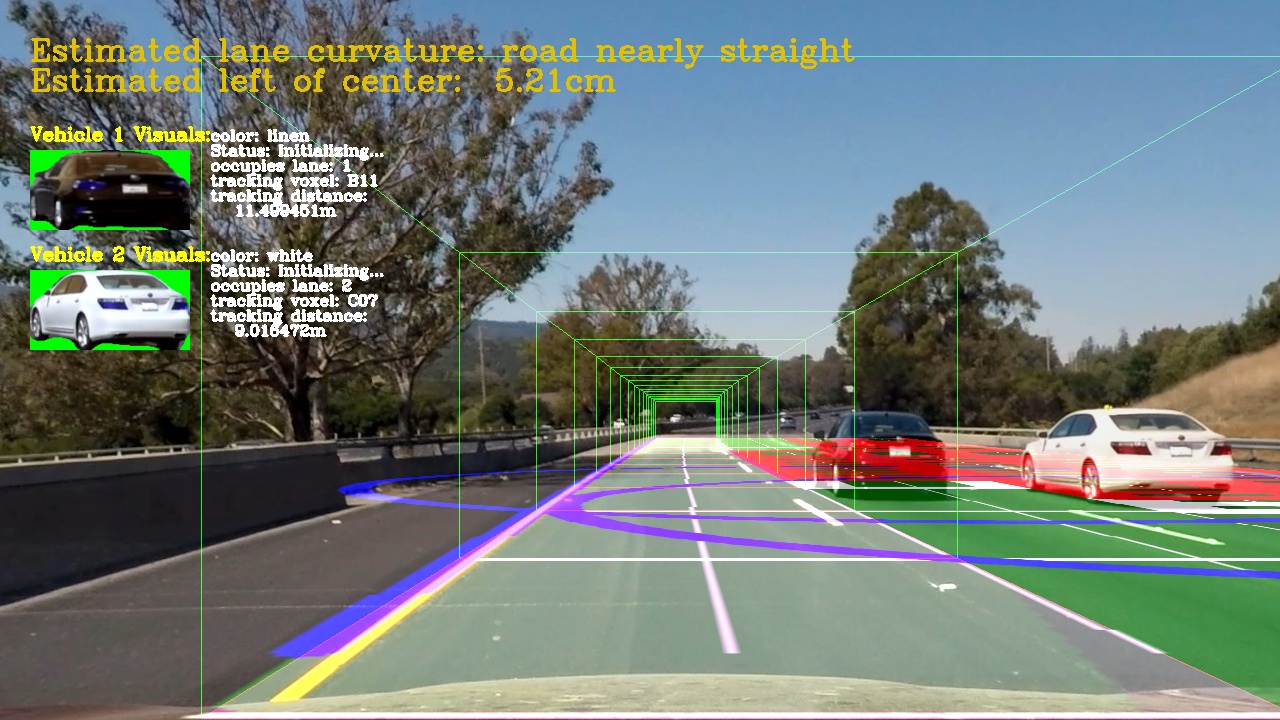 Estimated lane curvature: road nearly straight
Estimated left of center:  5.21cm
Vehicle 1 Visuals:
color: linen
Status: Initializing...
occupies lane: 1
tracking voxel: B11
tracking distance:
11.499451m
Vehicle 2 Visuals:
color: white
Status: Initializing...
occupies lane: 2
tracking voxel: C07
tracking distance:
9.016472m